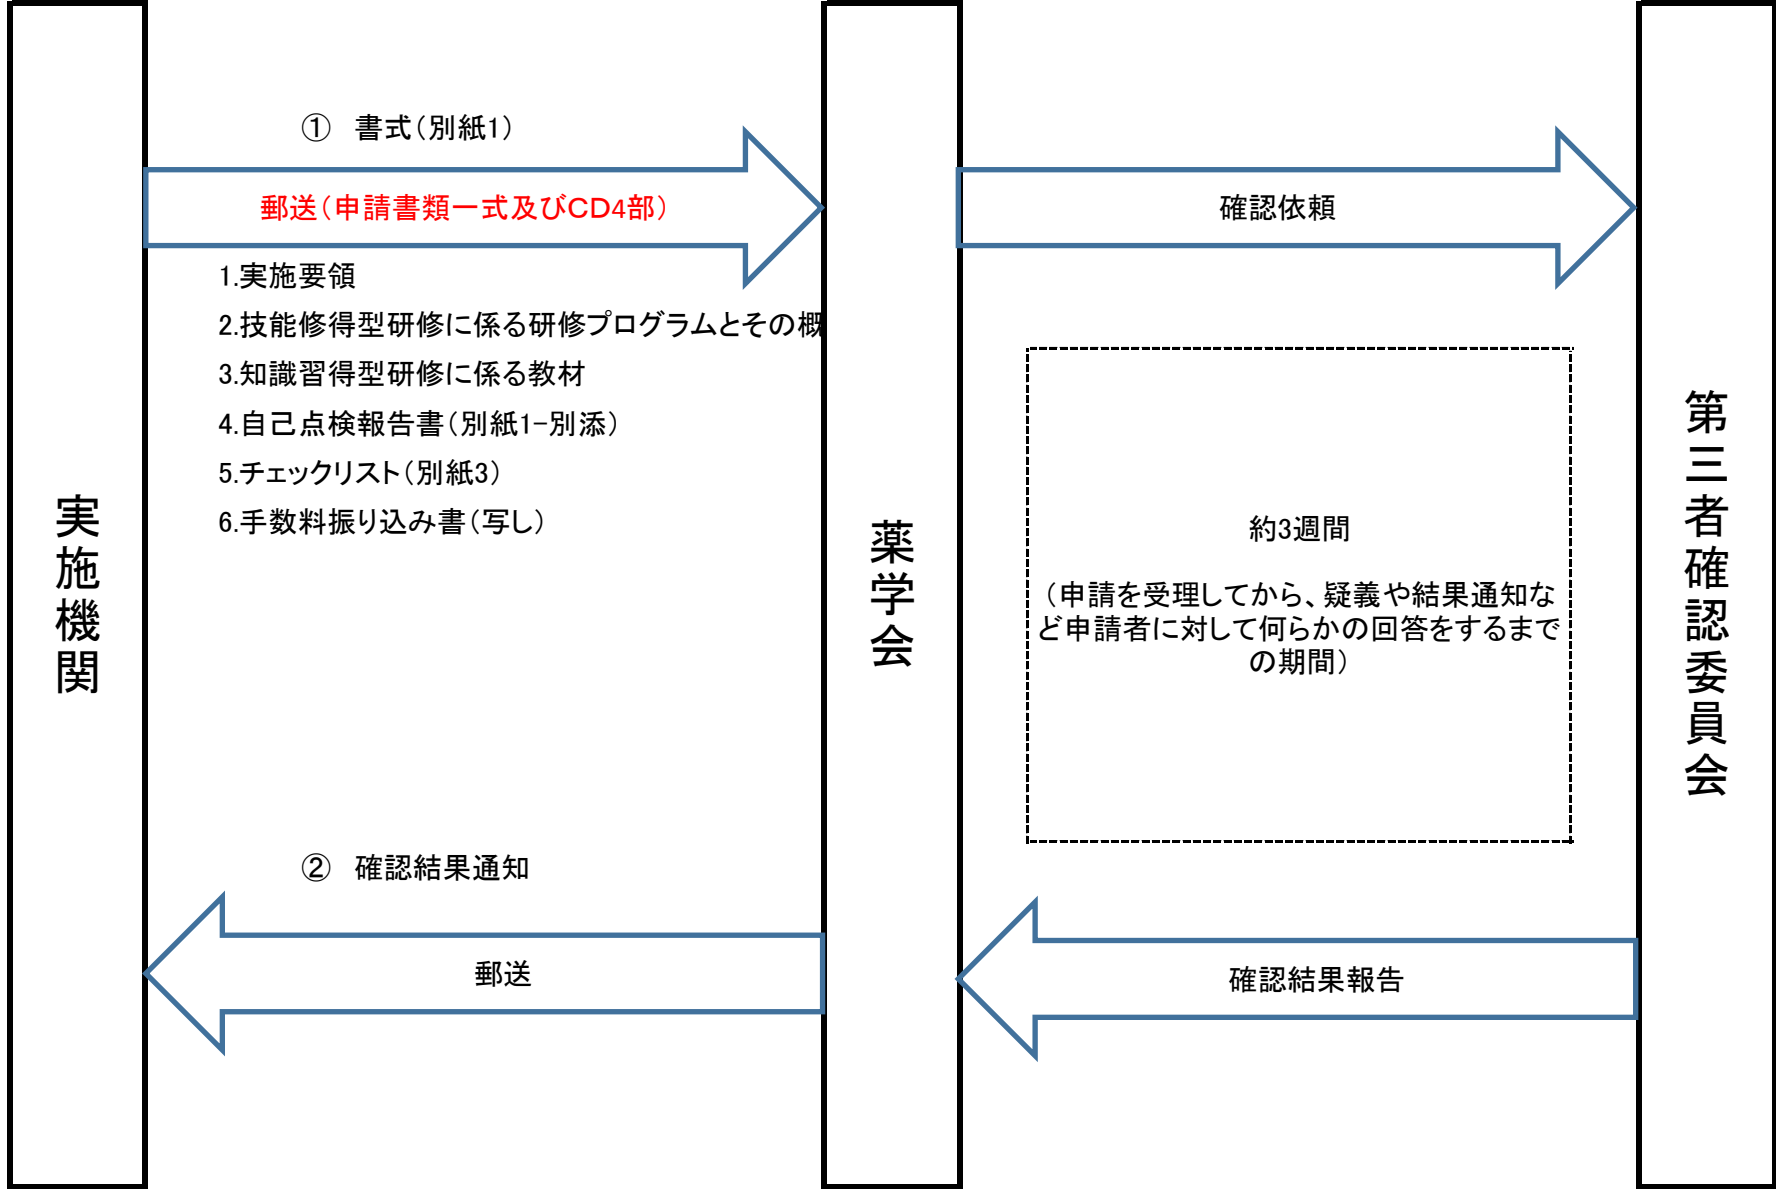 実施機関
① 書式（別紙1）
郵送（申請書類一式及びCD4部）
1.実施要領
2.技能修得型研修に係る研修プログラムとその概
3.知識習得型研修に係る教材
4.自己点検報告書（別紙1-別添）
5.チェックリスト（別紙3）
6.手数料振り込み書（写し）
② 確認結果通知
郵送
薬学会
確認依頼
約3週間
（申請を受理してから、疑義や結果通知な
ど申請者に対して何らかの回答をするまで
の期間）
確認結果報告
第三者確認委員会